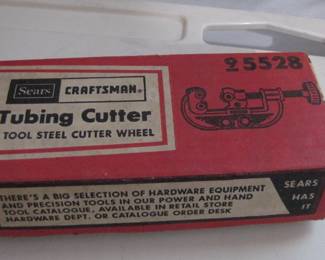 Sears CRAFTSMAN®
9 5528
Tubing Cutter
TOOL STEEL CUTTER WHEEL
THERE'S A BIG SELECTION OF HARDWARE EQUIPMENT
AND PRECISION TOOLS IN OUR POWER AND HAND
TOOL CATALOGUE, AVAILABLE IN RETAIL STORE
HARDWARE DEPT. OR CATALOGUE ORDER DESK
SEARS
HAS
IT